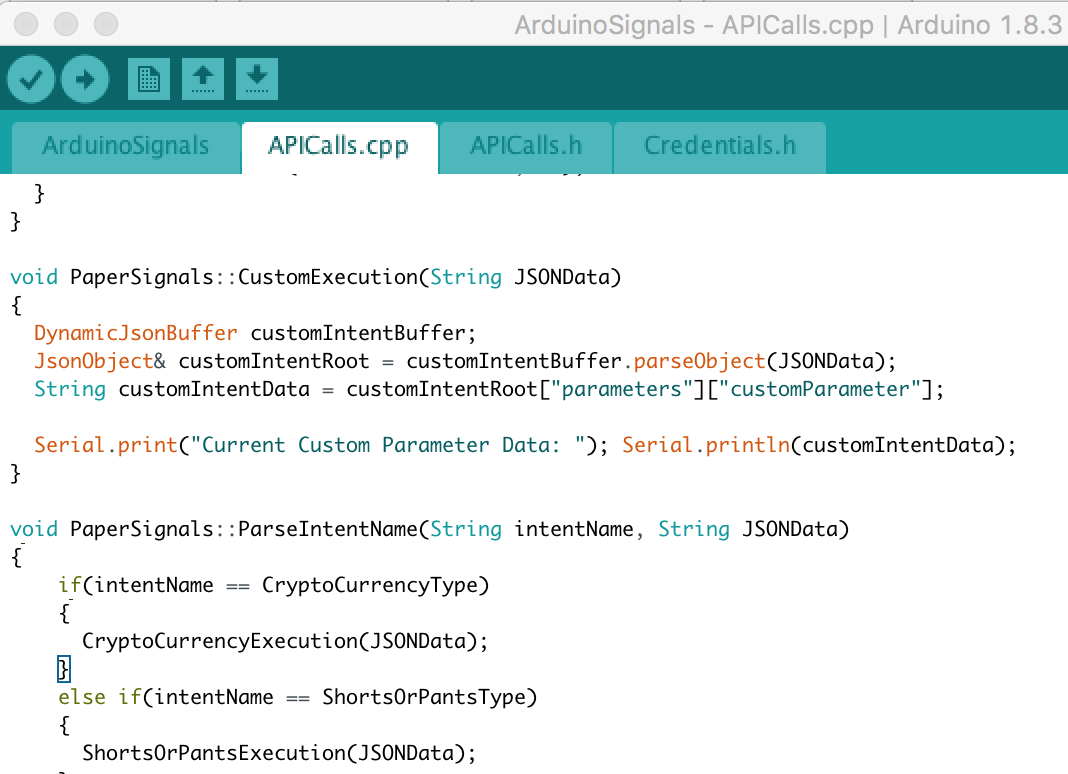 ArduinoSignals - APICalls.cpp | Arduino 1.8.3
ArduinoSignals APICalls.cpp APICalls.h Credentials.h
}
}
void PaperSignals::CustomExecution(String JSONData)
{
DynamicJsonBuffer customIntentBuffer;
JsonObject& customIntentRoot = customIntentBuffer.parseObject(JSONData);
String customIntentData = customIntentRoot["parameters"]["customParameter"];
Serial.print("Current Custom Parameter Data: "); Serial.println(customIntentData);
}
void PaperSignals::ParseIntentName(String intentName, String JSONData)
{
if(intentName == CryptoCurrencyType)
{
CryptoCurrencyExecution(JSONData);
}
else if(intentName == ShortsOrPantsType)
{
ShortsOrPantsExecution(JSONData);